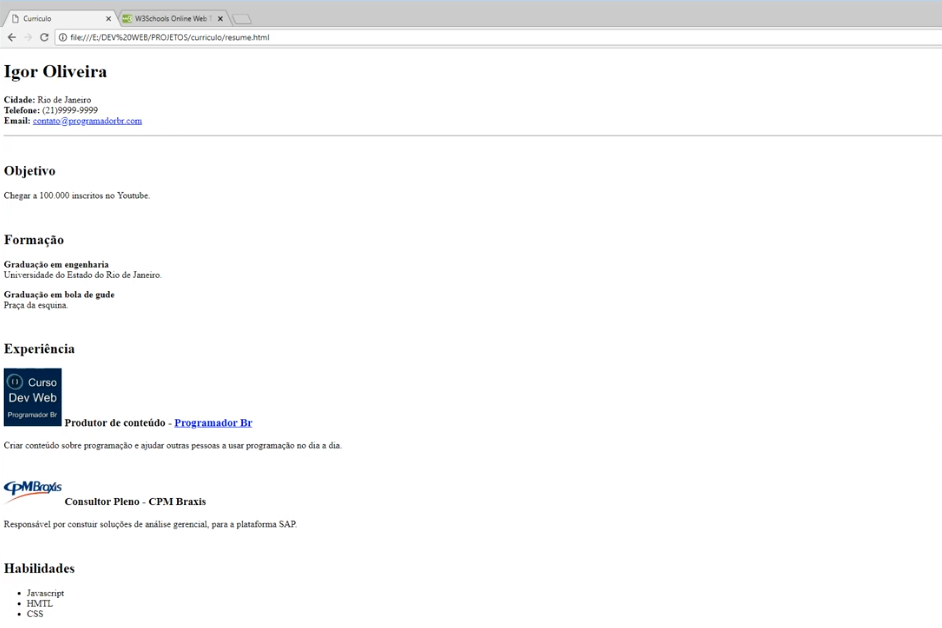 Curriculo
W3Schools Online Web T
file:///E:/DEV%20WEB/PROJETOS/curriculo/resume.html
Igor Oliveira
Cidade: Rio de Janeiro
Telefone: (21)9999-9999
Email: contato@programadorbr.com
Objetivo
Chegar a 100.000 inscritos no Youtube.
Formação
Graduação em engenharia
Universidade do Estado do Rio de Janeiro.
Graduação em bola de gude
Praça da esquina.
Experiência
Curso
Dev Web
Programador Br
Produtor de conteúdo - Programador Br
Criar conteúdo sobre programação e ajudar outras pessoas a usar programação no dia a dia.
CPMBraxis
Consultor Pleno - CPM Braxis
Responsável por constuir soluções de análise gerencial, para a plataforma SAP.
Habilidades
• Javascript
• HMTL
• CSS